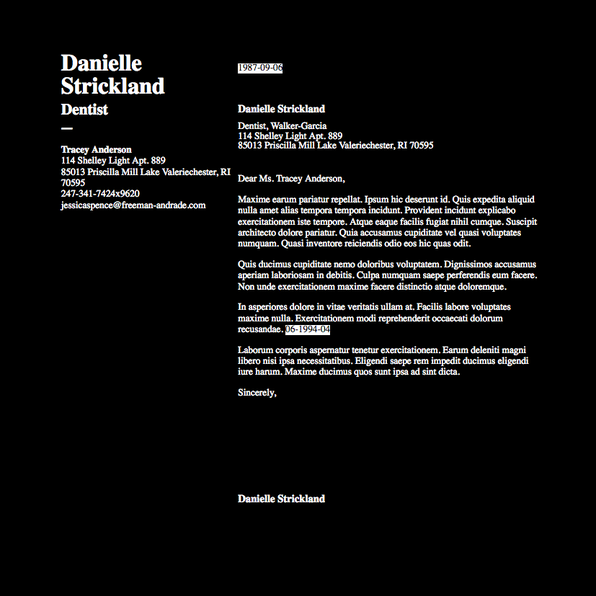 Danielle
Strickland
Dentist
Tracey Anderson
114 Shelley Light Apt. 889
85013 Priscilla Mill Lake Valeriechester, RI
70595
247-341-7424x9620
jessicaspence@freeman-andrade.com
1987-09-06
Danielle Strickland
Dentist, Walker-Garcia
114 Shelley Light Apt. 889
85013 Priscilla Mill Lake Valeriechester, RI 70595
Dear Ms. Tracey Anderson,
Maxime earum pariatur repellat. Ipsum hic deserunt id. Quis expedita aliquid
nulla amet alias tempora tempora incidunt. Provident incidunt explicabo
exercitationem iste tempore. Atque eaque facilis fugiat nihil cumque. Suscipit
architecto dolore pariatur. Quia accusamus cupiditate vel quasi voluptates
numquam. Quasi inventore reiciendis odio eos hic quas odit.
Quis ducimus cupiditate nemo doloribus voluptatem. Dignissimos accusamus
aperiam laboriosam in debitis. Culpa numquam saepe perferendis eum facere.
Non unde exercitationem maxime facere distinctio atque doloremque.
In asperiores dolore in vitae veritatis ullam at. Facilis labore voluptates
maxime nulla. Exercitationem modi reprehenderit occaecati dolorum
recusandae. 06-1994-04
Laborum corporis aspernatur tenetur exercitationem. Earum deleniti magni
libero nisi ipsa necessitatibus. Eligendi saepe rem impedit ducimus eligendi
iure harum. Maxime ducimus quos sunt ipsa ad sint dicta.
Sincerely,
Danielle Strickland